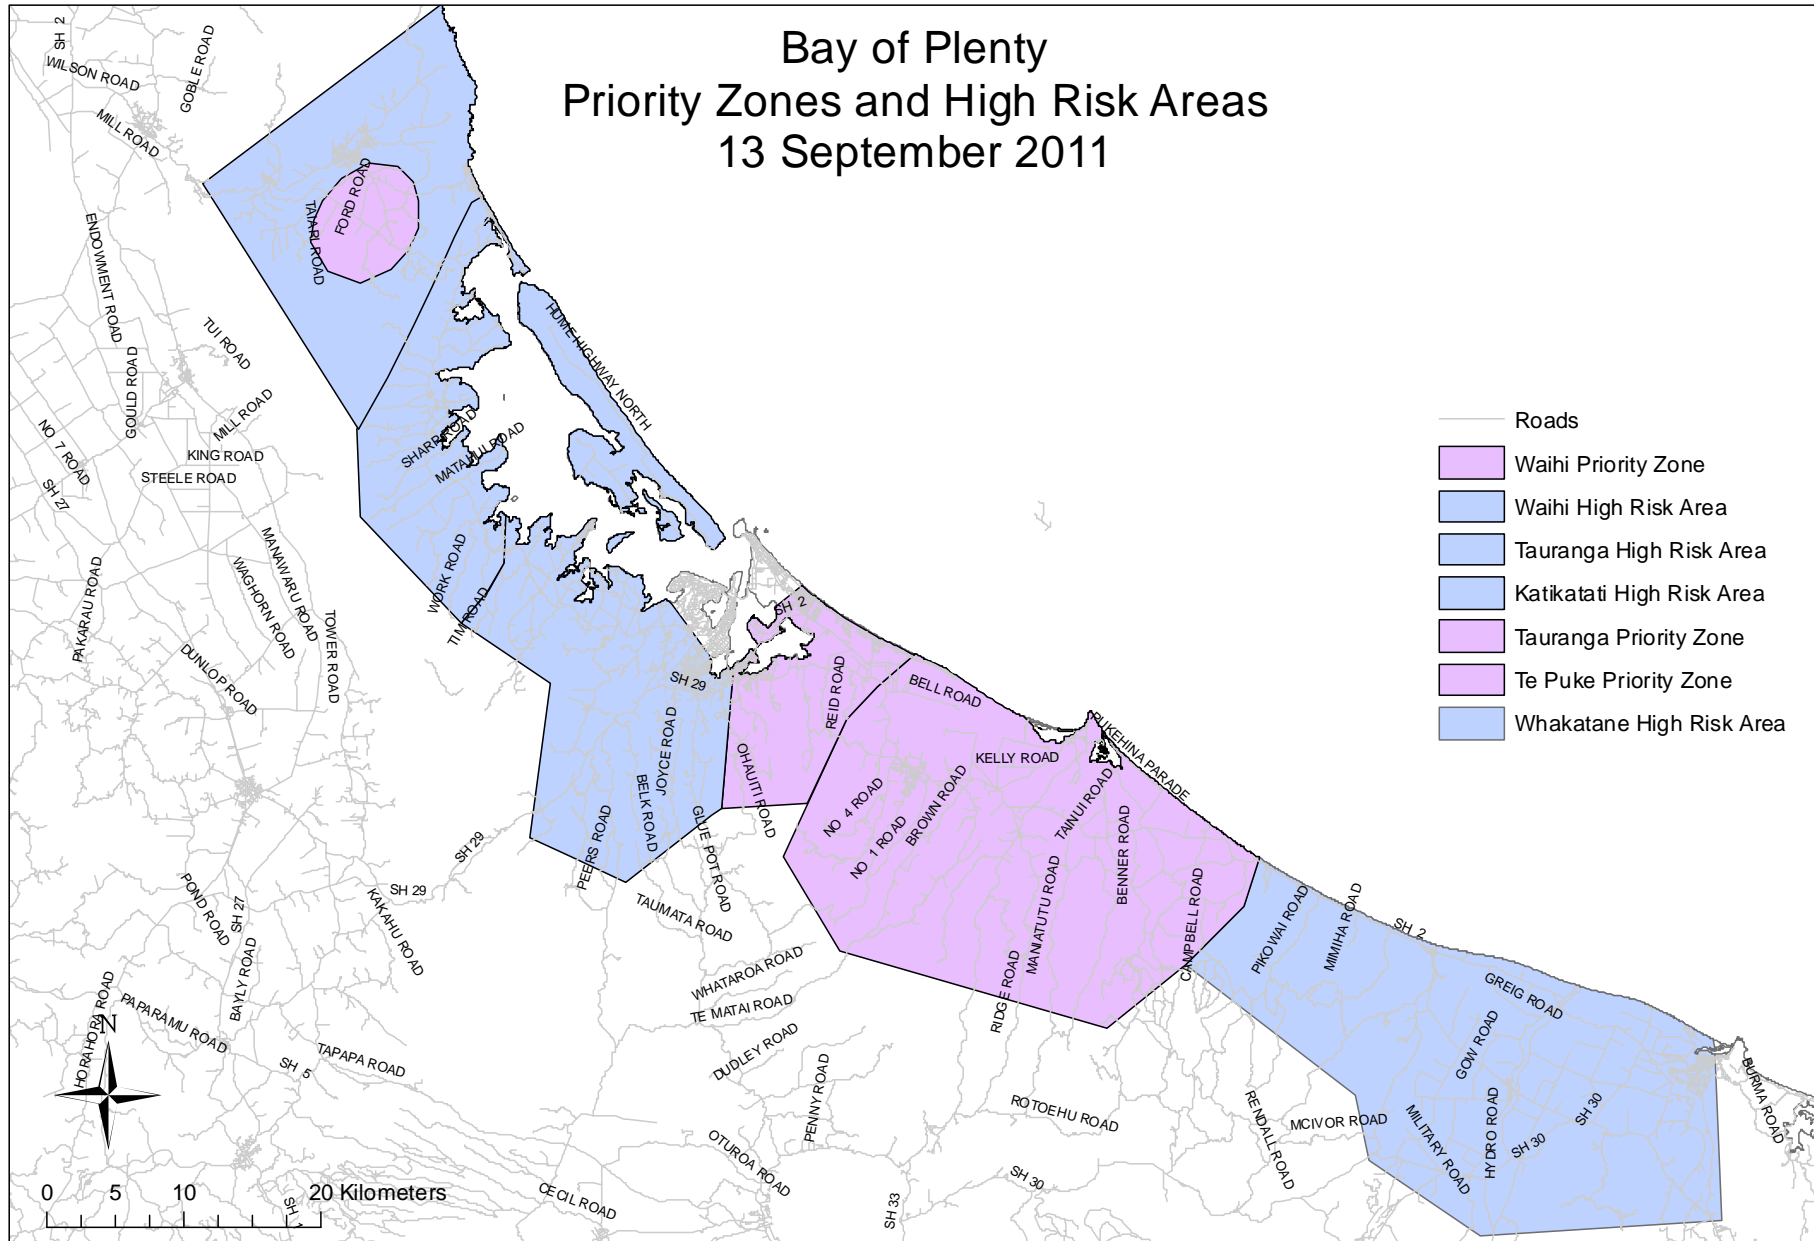 Bay of Plenty
Priority Zones and High Risk Areas
13 September 2011
SH 2
WILSON ROAD
GOBLE ROAD
MILL ROAD
FORD ROAD
TAIARI ROAD
ENDOWMENT ROAD
TUI ROAD
GOULD ROAD
MILL ROAD
NO 7 ROAD
KING ROAD
STEELE ROAD
SH 27
HUME HIGHWAY NORTH
SHARP ROAD
MATAHUI ROAD
Roads
Waihi Priority Zone
Waihi High Risk Area
Tauranga High Risk Area
Katikatati High Risk Area
Tauranga Priority Zone
Te Puke Priority Zone
Whakatane High Risk Area
PAKARAU ROAD
MANAWARU ROAD
WAGHORN ROAD
TOWER ROAD
DUNLOP ROAD
WORK ROAD
TIM ROAD
SH 2
SH 29
REID ROAD
BELL ROAD
JOYCE ROAD
OHAUITI ROAD
KELLY ROAD
PUKEHINA PARADE
BELK ROAD
NO 4 ROAD
BROWN ROAD
TAINUI ROAD
PEERS ROAD
GLUE POT ROAD
NO 1 ROAD
BENNER ROAD
SH 29
SH 29
POND ROAD
SH 27
KAKAHU ROAD
TAUMATA ROAD
MANIATUTU ROAD
CAMPBELL ROAD
PIKOWAI ROAD
MIMIHA ROAD
SH 2
BAYLY ROAD
WHATAROA ROAD
RIDGE ROAD
GREIG ROAD
HORAHORA ROAD
PAPARAMU ROAD
TE MATAI ROAD
DUDLEY ROAD
GOW ROAD
N
SH 5
TAPAPA ROAD
PENNY ROAD
ROTOEHU ROAD
RENDALL ROAD
MCIVOR ROAD
MILITARY ROAD
HYDRO ROAD
SH 30
SH 30
BURMA ROAD
OTUROA ROAD
SH 30
CECIL ROAD
SH 33
SH 1
0 5 10 20 Kilometers